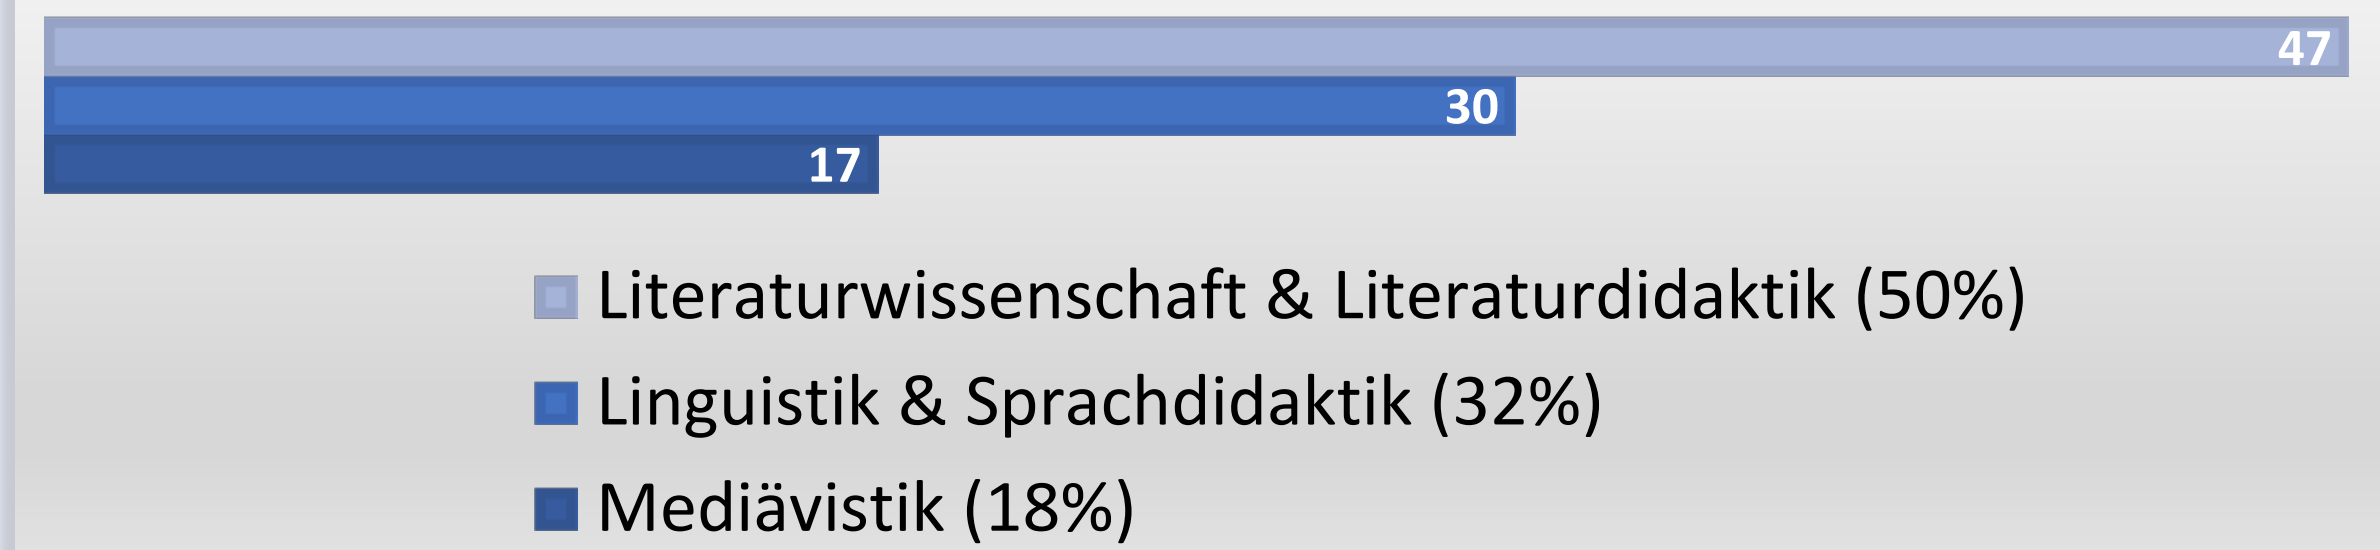 47
30
17
Literaturwissenschaft & Literaturdidaktik (50%)
Linguistik & Sprachdidaktik (32%)
Mediävistik (18%)